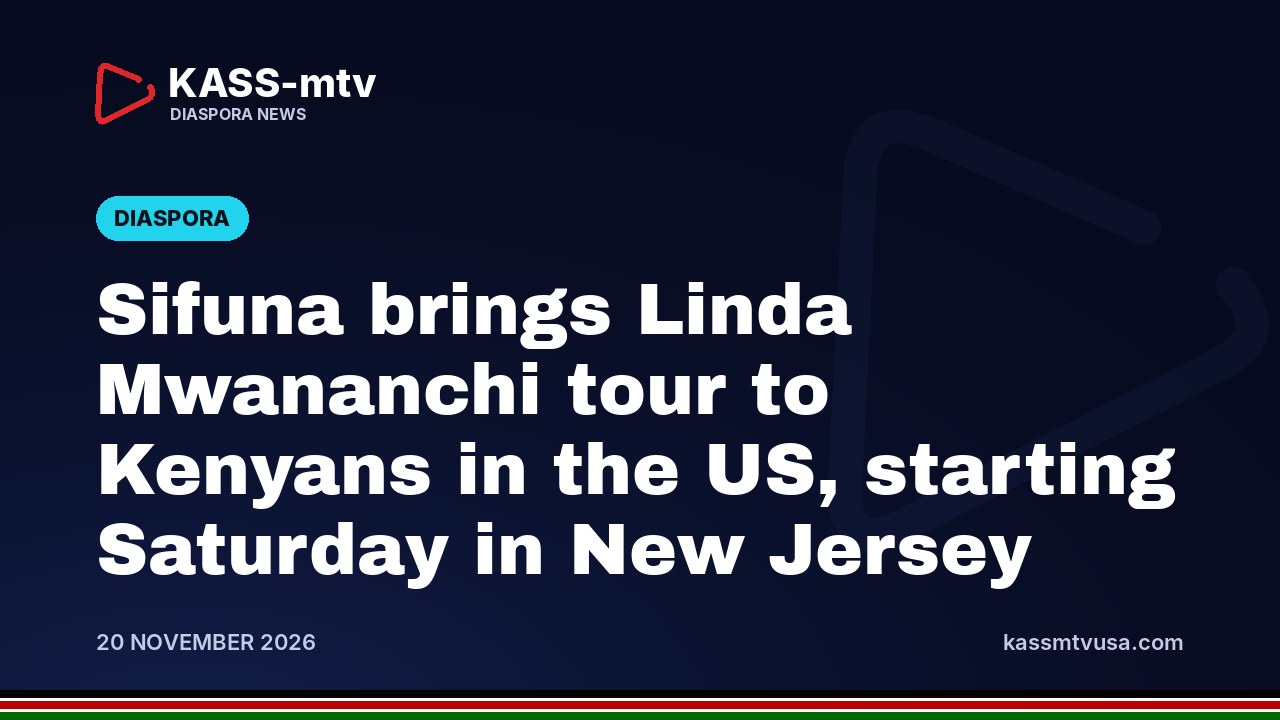 KASS-mtv
DIASPORA NEWS
DIASPORA
Sifuna brings Linda
Mwananchi tour to
Kenyans in the US, starting
Saturday in New Jersey
20 NOVEMBER 2026
kassmtvusa.com